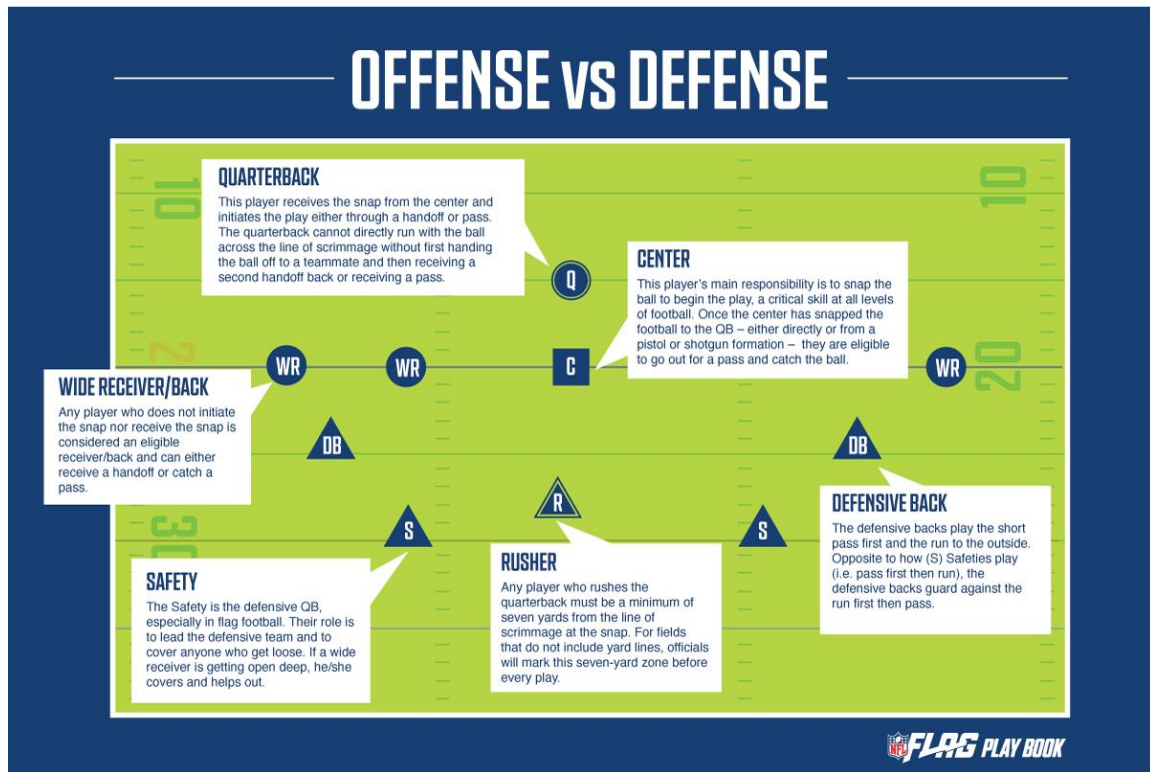 OFFENSE VS DEFENSE
10
10
QUARTERBACK
This player receives the snap from the center and
initiates the play either through a handoff or pass.
The quarterback cannot directly run with the ball
across the line of scrimmage without first handing
the ball off to a teammate and then receiving a
second handoff back or receiving a pass.
Q
CENTER
This player's main responsibility is to snap the
ball to begin the play, a critical skill at all levels
of football. Once the center has snapped the
football to the QB – either directly or from a
pistol or shotgun formation – they are eligible
to go out for a pass and catch the ball.
2
WR
WR
C
WR
20
WIDE RECEIVER/BACK
Any player who does not initiate
the snap nor receive the snap is
considered an eligible
receiver/back and can either
receive a handoff or catch a
pass.
DB
DB
S
R
S
30
DEFENSIVE BACK
The defensive backs play the short
pass first and the run to the outside.
Opposite to how (S) Safeties play
(i.e. pass first then run), the
defensive backs guard against the
run first then pass.
SAFETY
The Safety is the defensive QB,
especially in flag football. Their role is
to lead the defensive team and to
cover anyone who get loose. If a wide
receiver is getting open deep, he/she
covers and helps out.
RUSHER
Any player who rushes the
quarterback must be a minimum of
seven yards from the line of
scrimmage at the snap. For fields
that do not include yard lines, officials
will mark this seven-yard zone before
every play.
NFL FLAG PLAY BOOK